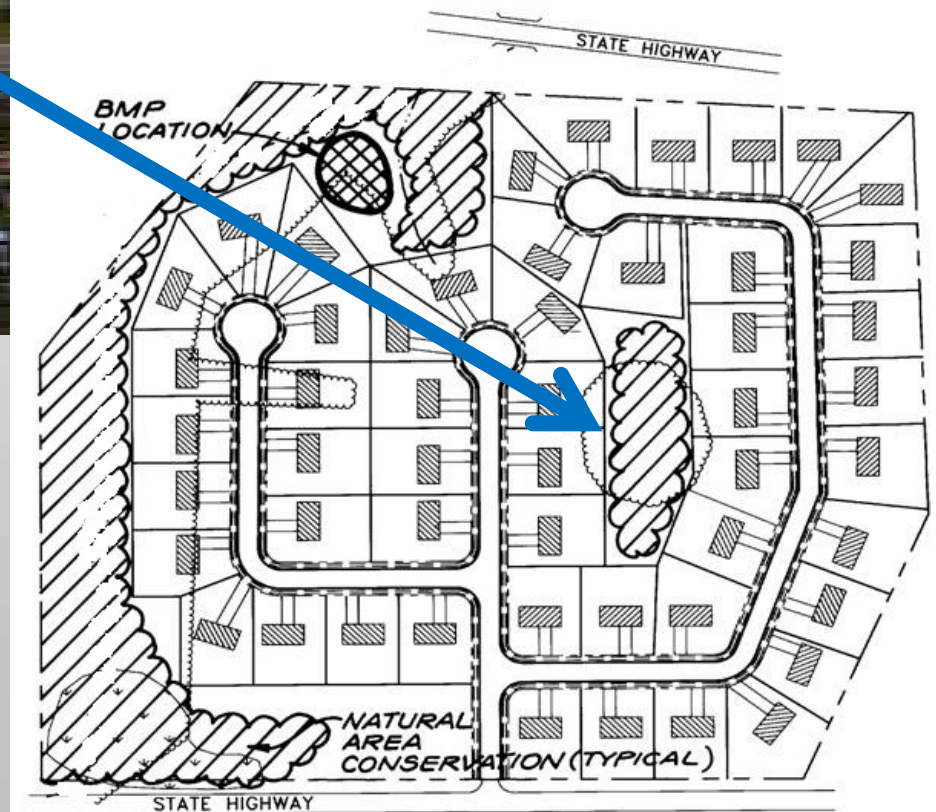 STATE HIGHWAY
BMP
LOCATION
NATURAL
AREA
CONSERVATION (TYPICAL)
STATE HIGHWAY